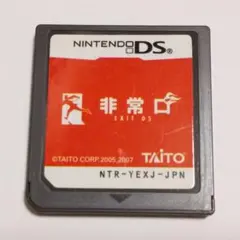 NINTENDO DS
非常口
EXIT DS
©TAITO CORP.2005,2007
TAITO
NTR-YEXJ-JPN